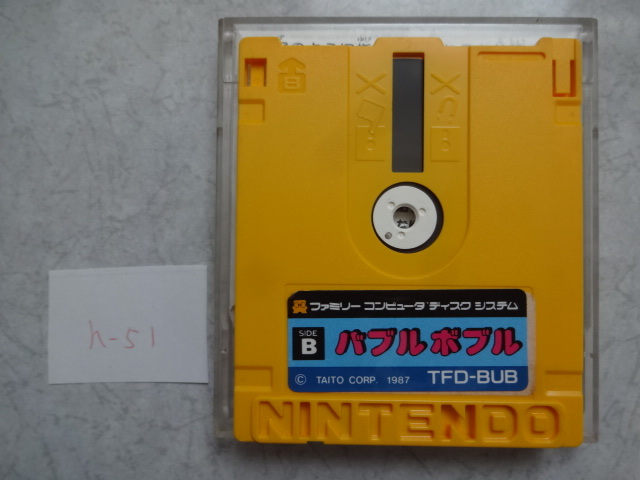 B
ファミリー コンピュータ ディスク システム
SIDE
B
バブル ボブル
© TAITO CORP. 1987 TFD-BUB
NINTENDO
h-51